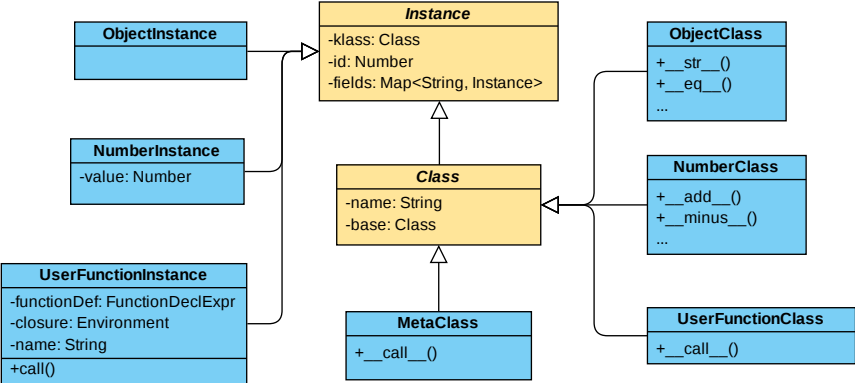 Instance
-klass: Class
-id: Number
-fields: Map<String, Instance>
ObjectInstance
ObjectClass
+__str__()
+__eq__()
...
NumberInstance
-value: Number
Class
-name: String
-base: Class
NumberClass
+__add__()
+__minus__()
...
UserFunctionInstance
-functionDef: FunctionDeclExpr
-closure: Environment
-name: String
+call()
MetaClass
+__call__()
UserFunctionClass
+__call__()